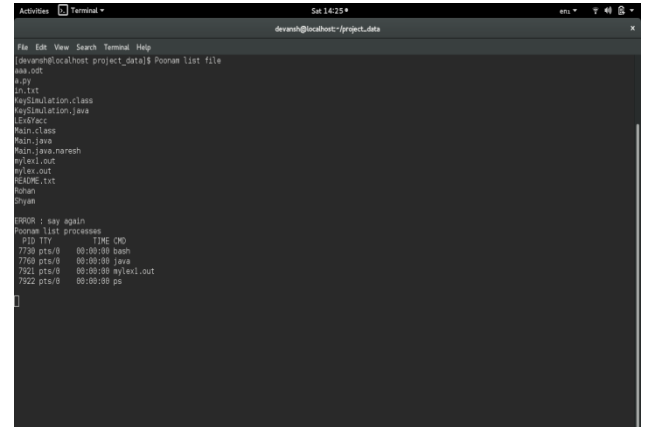 Activities Terminal Sat 14:25 en1
devansh@localhost:~/project_data
File Edit View Search Terminal Help
[devansh@localhost project_data]$ Poonam list file
aaa.odt
a.py
in.txt
KeySimulation.class
KeySimulation.java
LEx6Yacc
Main.class
Main.java
Main.java.naresh
mylex1.out
mylex.out
README.txt
Rohan
Shyam
ERROR : say again
Poonam list processes
PID TTY TIME CMD
7730 pts/0 00:00:00 bash
7760 pts/0 00:00:00 java
7921 pts/0 00:00:00 mylex1.out
7922 pts/0 00:00:00 ps